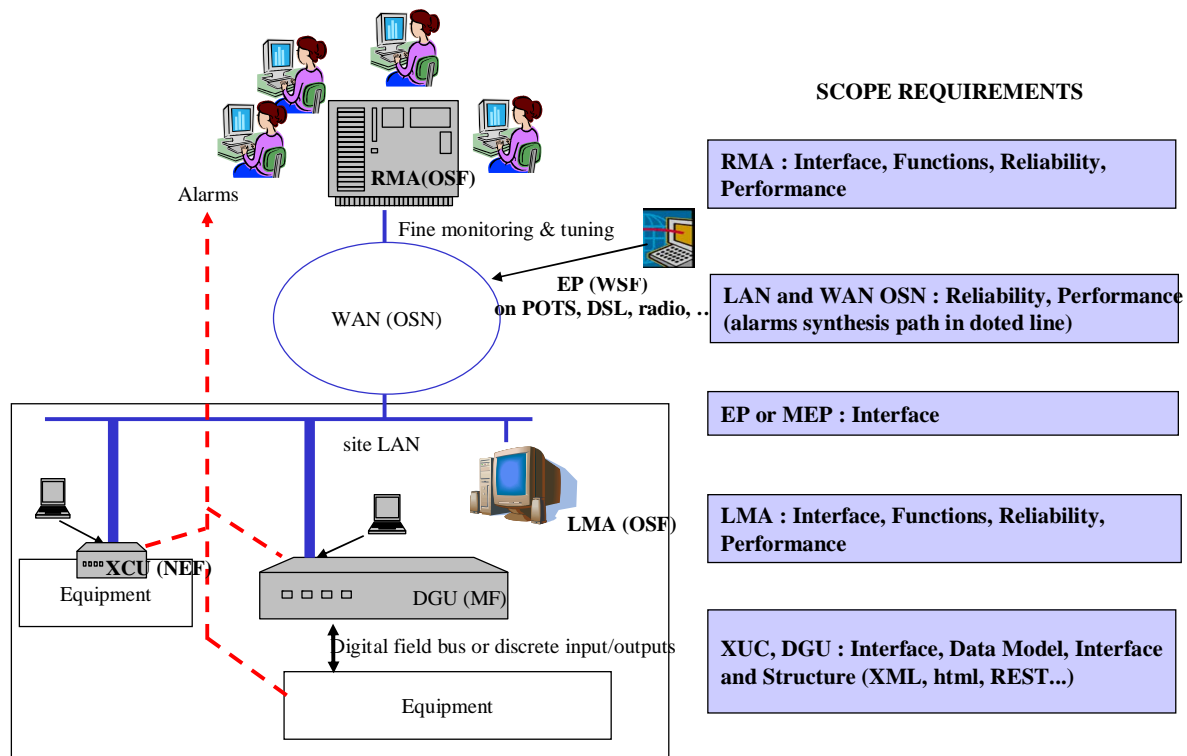 SCOPE REQUIREMENTS
RMA(OSF)
Alarms
Fine monitoring & tuning
EP (WSF)
on POTS, DSL, radio, ..
WAN (OSN)
site LAN
LMA (OSF)
XCU (NEF)
Equipment
DGU (MF)
Digital field bus or discrete input/outputs
Equipment
RMA : Interface, Functions, Reliability,
Performance
LAN and WAN OSN : Reliability, Performance
(alarms synthesis path in doted line)
EP or MEP : Interface
LMA : Interface, Functions, Reliability,
Performance
XUC, DGU : Interface, Data Model, Interface
and Structure (XML, html, REST...)